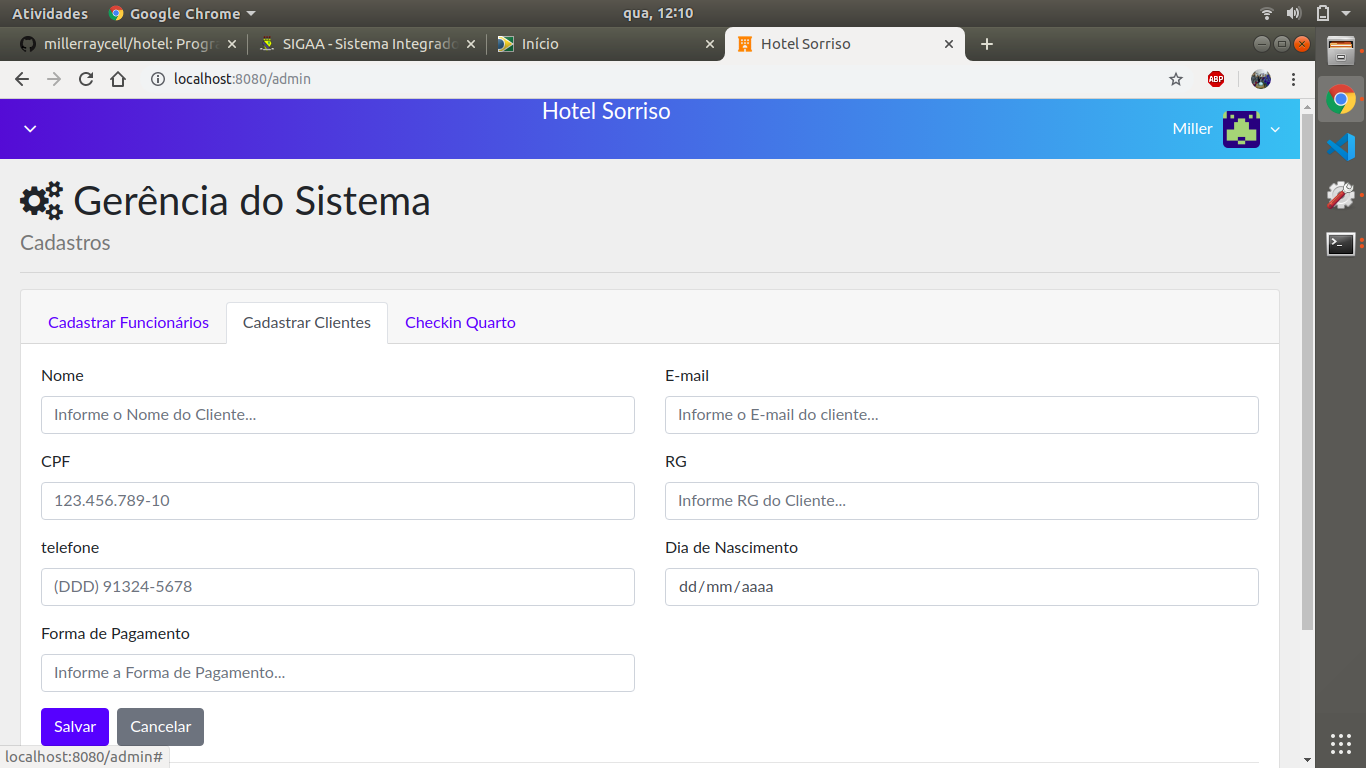 Atividades
Google Chrome
qua, 12:10
millerraycell/hotel: Progra
SIGAA - Sistema Integrado
Início
Hotel Sorriso
localhost:8080/admin
ABP
Hotel Sorriso
Miller
Gerência do Sistema
Cadastros
Cadastrar Funcionários
Cadastrar Clientes
Checkin Quarto
Nome
E-mail
Informe o Nome do Cliente...
Informe o E-mail do cliente...
CPF
RG
123.456.789-10
Informe RG do Cliente...
telefone
Dia de Nascimento
(DDD) 91324-5678
dd/mm/aaaa
Forma de Pagamento
Informe a Forma de Pagamento...
Salvar
Cancelar
localhost:8080/admin#